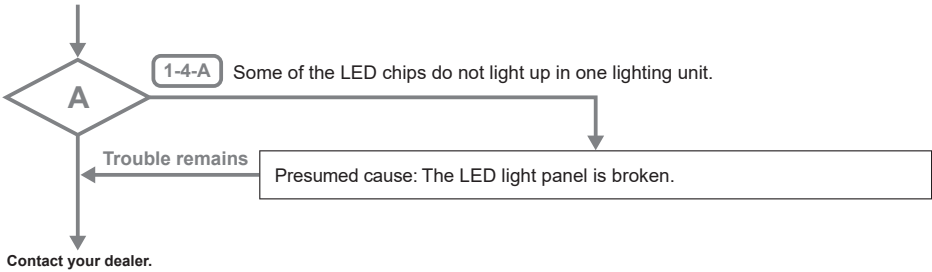 1-4-A Some of the LED chips do not light up in one lighting unit.
A
Trouble remains
Presumed cause: The LED light panel is broken.
Contact your dealer.